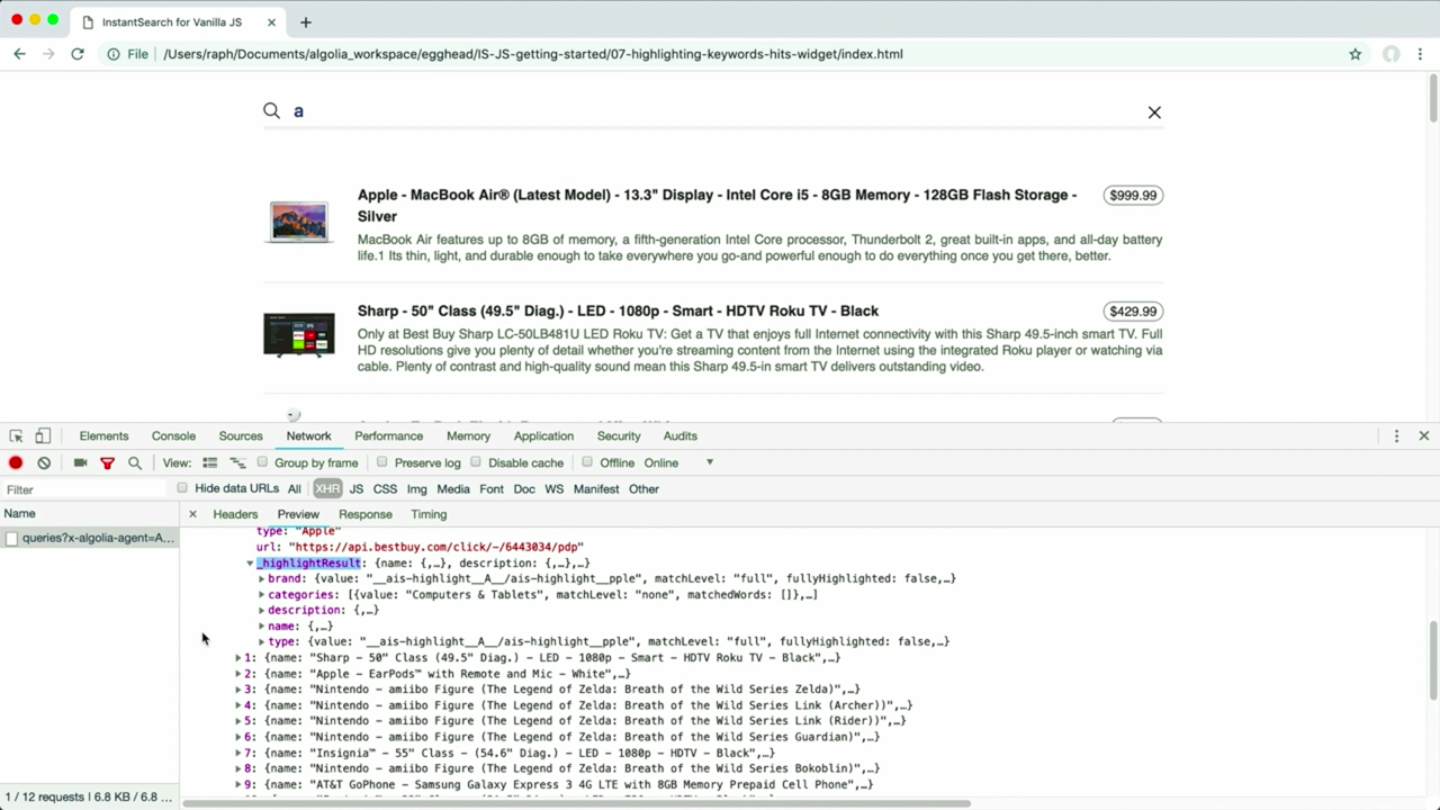 InstantSearch for Vanilla JS
File
/Users/raph/Documents/algolia_workspace/egghead/IS-JS-getting-started/07-highlighting-keywords-hits-widget/index.html
a
Apple - MacBook Air® (Latest Model) - 13.3" Display - Intel Core i5 - 8GB Memory - 128GB Flash Storage -
Silver
$999.99
MacBook Air features up to 8GB of memory, a fifth-generation Intel Core processor, Thunderbolt 2, great built-in apps, and all-day battery
life.1 Its thin, light, and durable enough to take everywhere you go-and powerful enough to do everything once you get there, better.
Sharp - 50" Class (49.5" Diag.) - LED - 1080p - Smart - HDTV Roku TV - Black
$429.99
Only at Best Buy Sharp LC-50LB481U LED Roku TV: Get a TV that enjoys full Internet connectivity with this Sharp 49.5-inch smart TV. Full
HD resolutions give you plenty of detail whether you're streaming content from the Internet using the integrated Roku player or watching via
cable. Plenty of contrast and high-quality sound mean this Sharp 49.5-in smart TV delivers outstanding video.
Elements Console Sources Network Performance Memory Application Security Audits
View: Group by frame Preserve log Disable cache Offline Online
Filter Hide data URLs All XHR JS CSS Img Media Font Doc WS Manifest Other
Name
Headers Preview Response Timing
queries?x-algolia-agent=A...
type: "Apple"
url: "https://api.bestbuy.com/click/-/6443034/pdp"
_highlightResult: {name: {,…}, description: {,…},…}
brand: {value: "__ais-highlight__A__/ais-highlight__pple", matchLevel: "full", fullyHighlighted: false,…}
categories: [{value: "Computers & Tablets", matchLevel: "none", matchedWords: []},…]
description: {,…}
name: {,…}
type: {value: "__ais-highlight__A__/ais-highlight__pple", matchLevel: "full", fullyHighlighted: false,…}
1: {name: "Sharp - 50" Class (49.5" Diag.) - LED - 1080p - Smart - HDTV Roku TV - Black",…}
2: {name: "Apple - EarPods™ with Remote and Mic - White",…}
3: {name: "Nintendo - amiibo Figure (The Legend of Zelda: Breath of the Wild Series Zelda)",…}
4: {name: "Nintendo - amiibo Figure (The Legend of Zelda: Breath of the Wild Series Link (Archer))",…}
5: {name: "Nintendo - amiibo Figure (The Legend of Zelda: Breath of the Wild Series Link (Rider))",…}
6: {name: "Nintendo - amiibo Figure (The Legend of Zelda: Breath of the Wild Series Guardian)",…}
7: {name: "Insignia™ - 55" Class - (54.6" Diag.) - LED - 1080p - HDTV - Black",…}
8: {name: "Nintendo - amiibo Figure (The Legend of Zelda: Breath of the Wild Series Bokoblin)",…}
9: {name: "AT&T GoPhone - Samsung Galaxy Express 3 4G LTE with 8GB Memory Prepaid Cell Phone",…}
1 / 12 requests | 6.8 KB / 6.8 ...